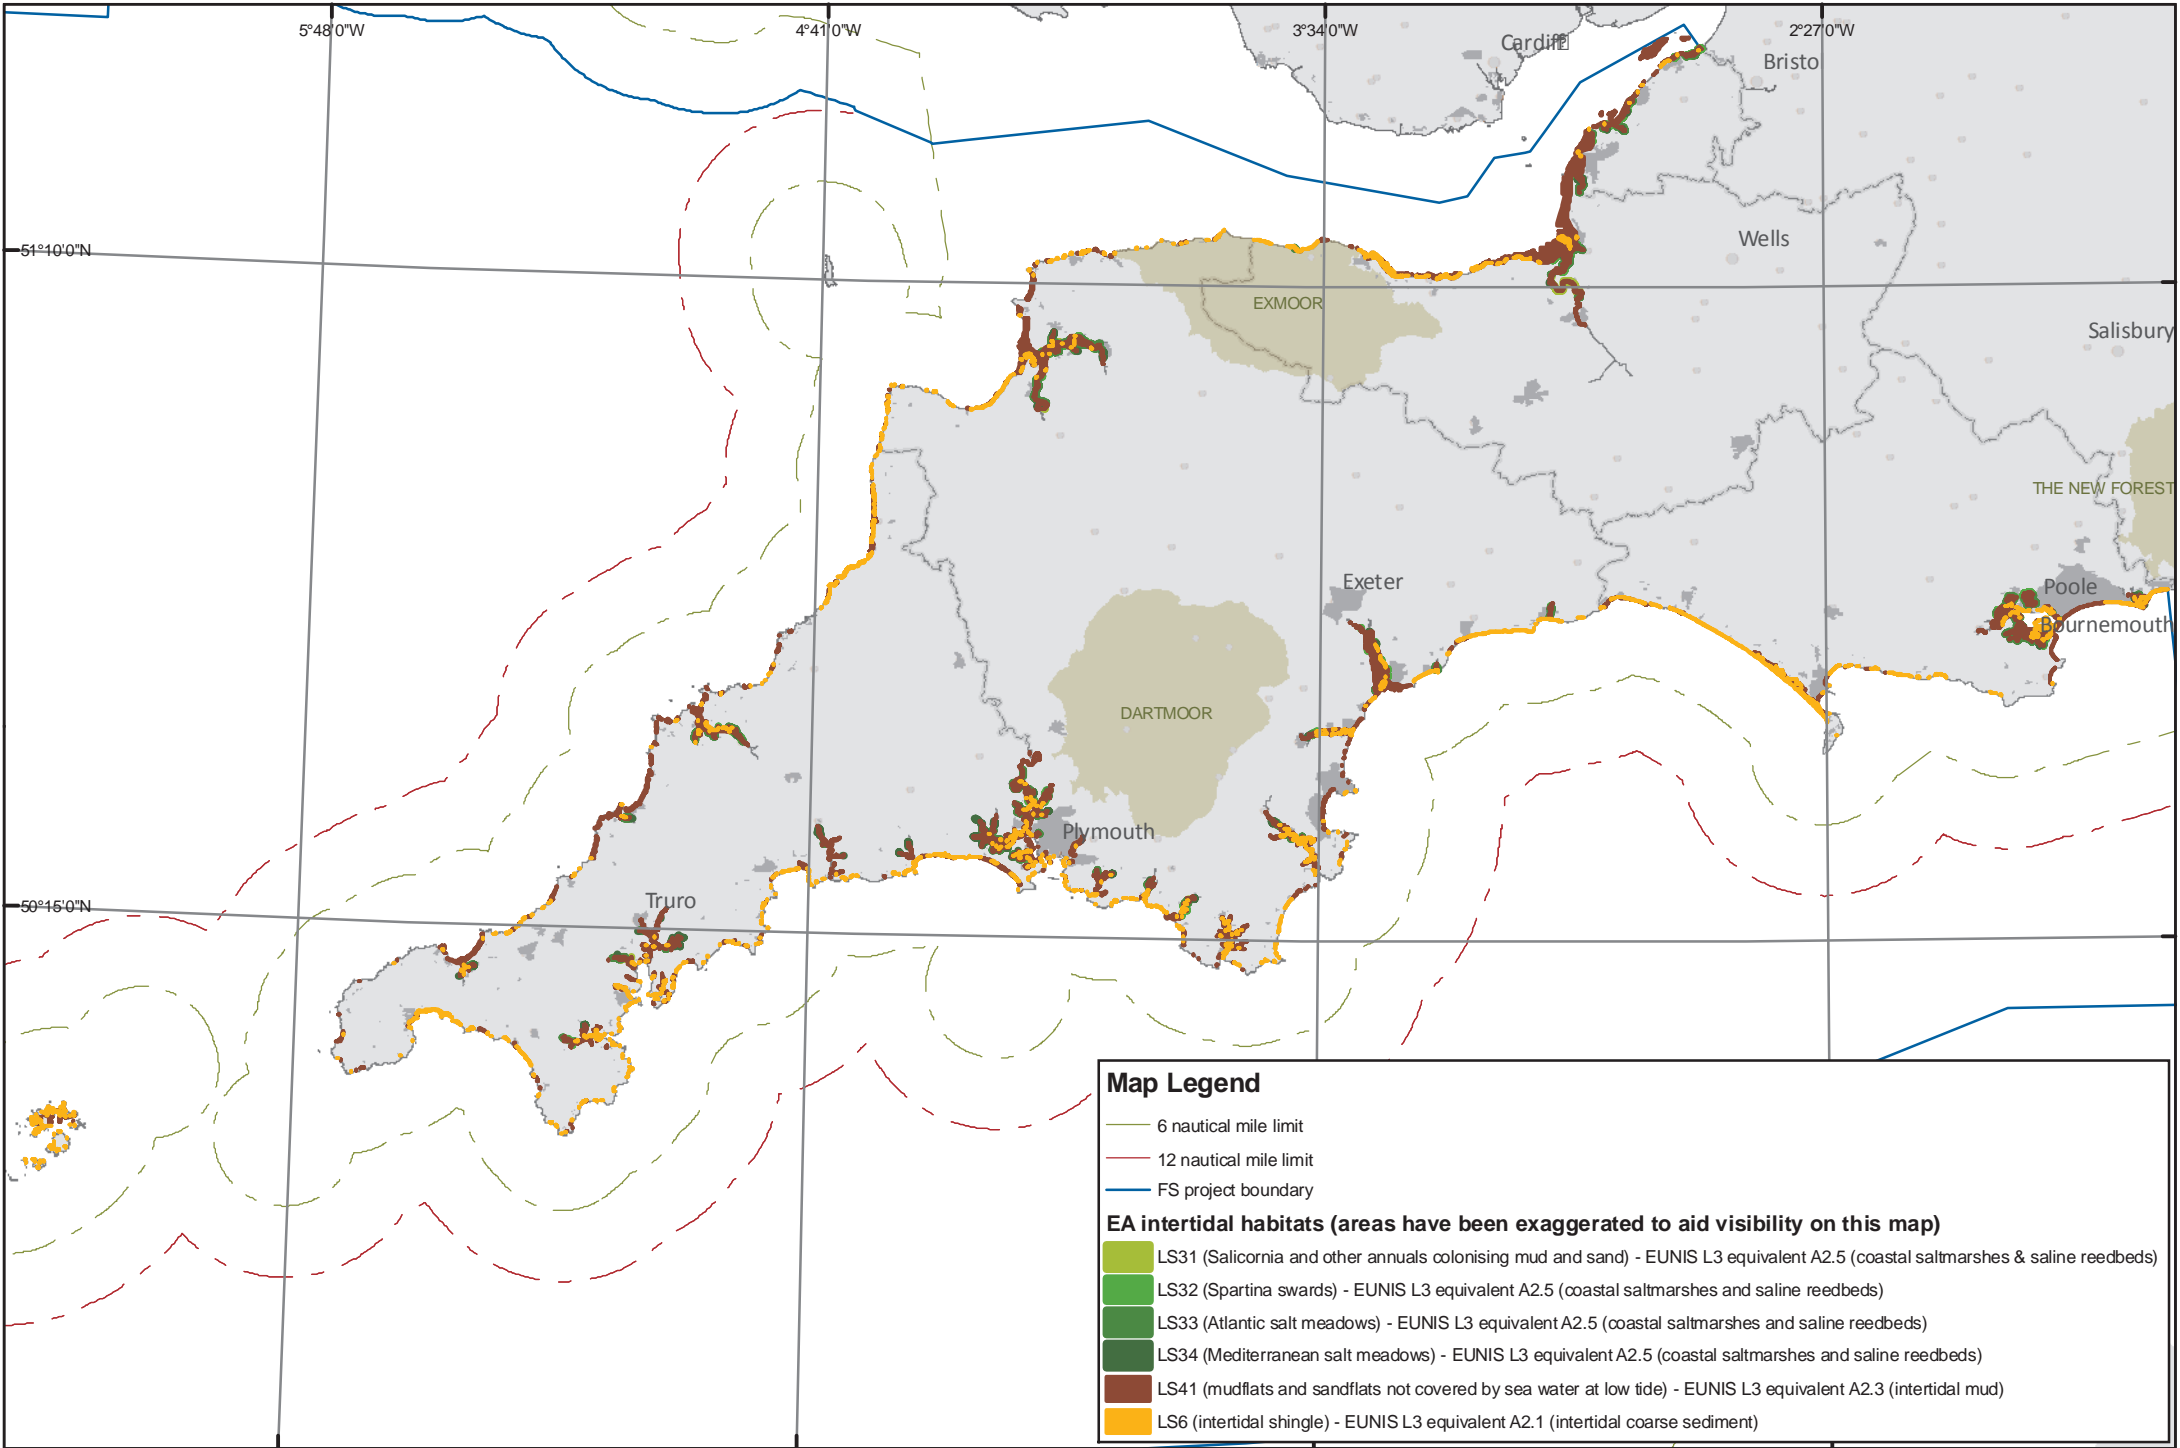 5°48'0"W
4°41'0"W
3°34'0"W
2°27'0"W
Cardiff
Bristo
51°10'0"N
Wells
EXMOOR
Salisbury
THE NEW FOREST
Exeter
Poole
Bournemouth
DARTMOOR
Plymouth
Truro
50°15'0"N
Map Legend
6 nautical mile limit
12 nautical mile limit
FS project boundary
EA intertidal habitats (areas have been exaggerated to aid visibility on this map)
LS31 (Salicornia and other annuals colonising mud and sand) - EUNIS L3 equivalent A2.5 (coastal saltmarshes & saline reedbeds)
LS32 (Spartina swards) - EUNIS L3 equivalent A2.5 (coastal saltmarshes and saline reedbeds)
LS33 (Atlantic salt meadows) - EUNIS L3 equivalent A2.5 (coastal saltmarshes and saline reedbeds)
LS34 (Mediterranean salt meadows) - EUNIS L3 equivalent A2.5 (coastal saltmarshes and saline reedbeds)
LS41 (mudflats and sandflats not covered by sea water at low tide) - EUNIS L3 equivalent A2.3 (intertidal mud)
LS6 (intertidal shingle) - EUNIS L3 equivalent A2.1 (intertidal coarse sediment)